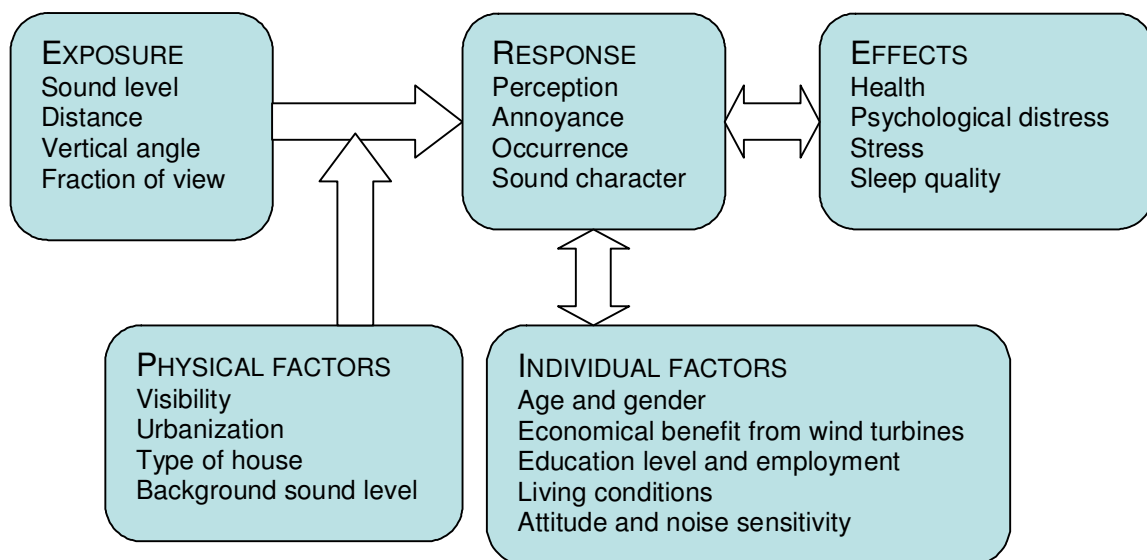 EXPOSURE
Sound level
Distance
Vertical angle
Fraction of view
RESPONSE
Perception
Annoyance
Occurrence
Sound character
EFFECTS
Health
Psychological distress
Stress
Sleep quality
PHYSICAL FACTORS
Visibility
Urbanization
Type of house
Background sound level
INDIVIDUAL FACTORS
Age and gender
Economical benefit from wind turbines
Education level and employment
Living conditions
Attitude and noise sensitivity